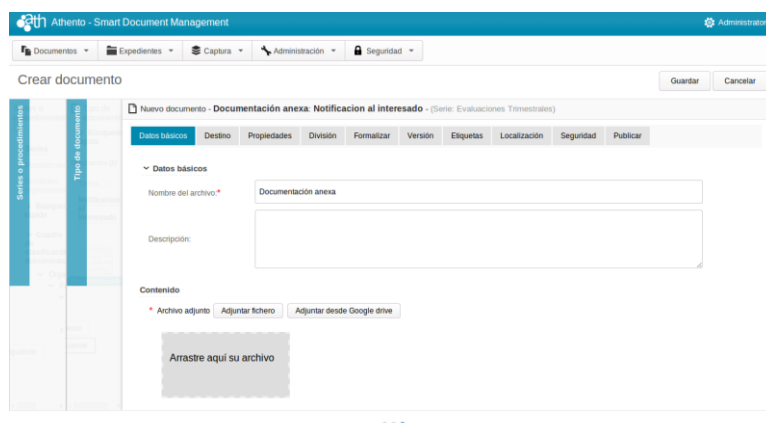 ath Athento - Smart Document Management
Administrator
Documentos Expedientes Captura Administración Seguridad
Crear documento
Guardar Cancelar
Series o procedimientos
Tipo de documento
Nuevo documento - Documentación anexa: Notificacion al interesado - (Serie: Evaluaciones Trimestrales)
Datos básicos Destino Propiedades División Formalizar Versión Etiquetas Localización Seguridad Publicar
Datos básicos
Nombre del archivo:* Documentación anexa
Descripción:
Contenido
* Archivo adjunto Adjuntar fichero Adjuntar desde Google drive
Arrastre aquí su archivo